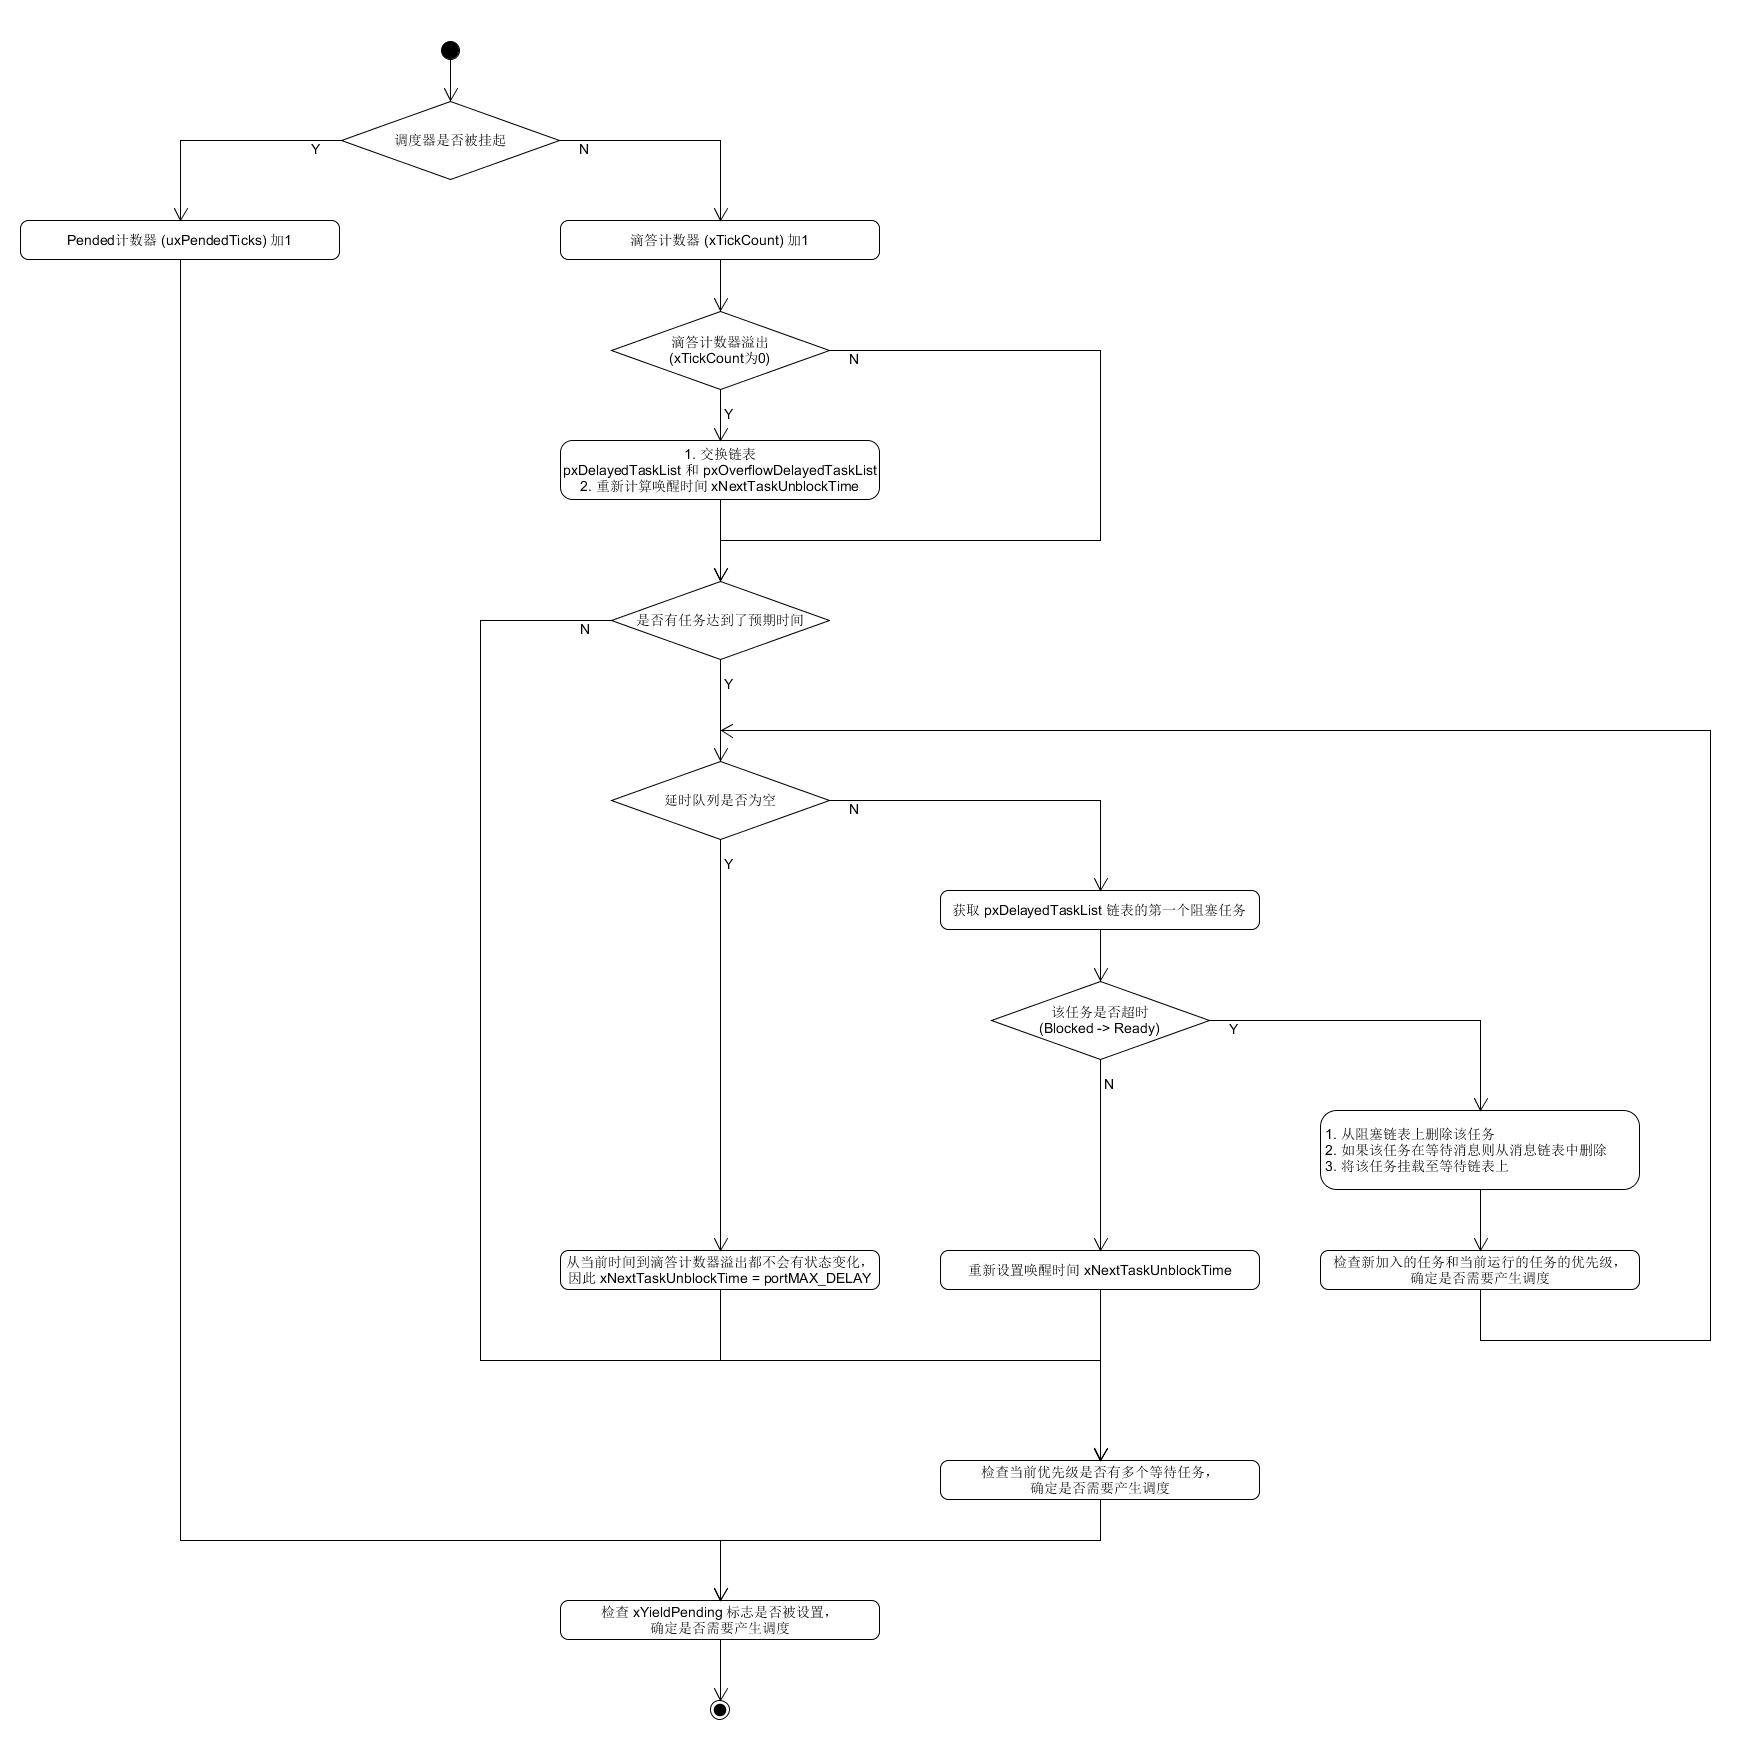 调度器是否被挂起
Y
N
Pended计数器 (uxPendedTicks) 加1
滴答计数器 (xTickCount) 加1
滴答计数器溢出
(xTickCount为0)
N
Y
1. 交换链表
pxDelayedTaskList 和 pxOverflowDelayedTaskList
2. 重新计算唤醒时间 xNextTaskUnblockTime
是否有任务达到了预期时间
N
Y
延时队列是否为空
N
Y
获取 pxDelayedTaskList 链表的第一个阻塞任务
该任务是否超时
(Blocked -> Ready)
Y
N
1. 从阻塞链表上删除该任务
2. 如果该任务在等待消息则从消息链表中删除
3. 将该任务挂载至等待链表上
从当前时间到滴答计数器溢出都不会有状态变化，
因此 xNextTaskUnblockTime = portMAX_DELAY
重新设置唤醒时间 xNextTaskUnblockTime
检查新加入的任务和当前运行的任务的优先级，
确定是否需要产生调度
检查当前优先级是否有多个等待任务，
确定是否需要产生调度
检查 xYieldPending 标志是否被设置，
确定是否需要产生调度